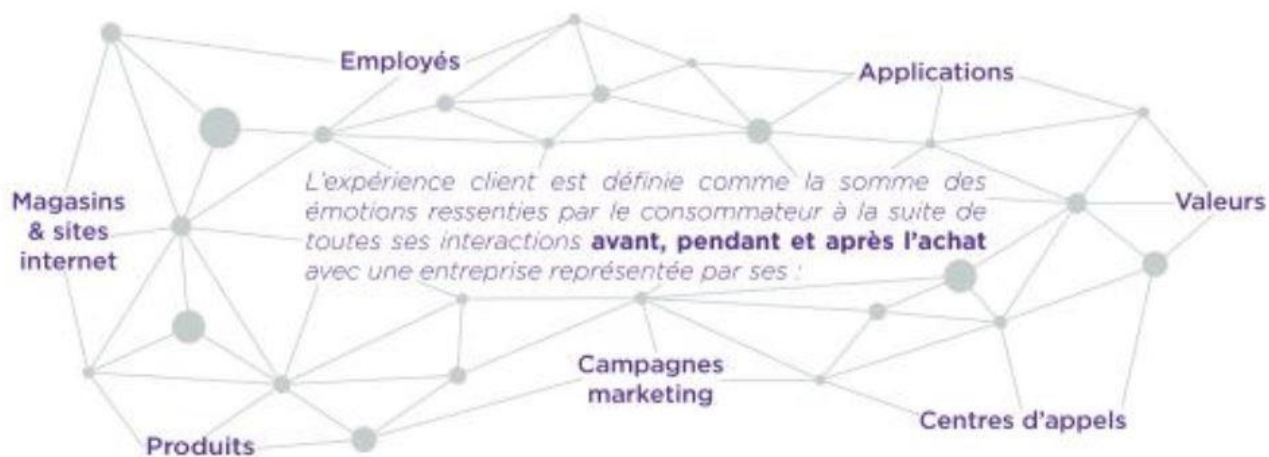 Employés
Applications
Magasins
& sites
internet
L'expérience client est définie comme la somme des
émotions ressenties par le consommateur à la suite de
toutes ses interactions avant, pendant et après l'achat
avec une entreprise représentée par ses :
Valeurs
Campagnes
marketing
Centres d'appels
Produits